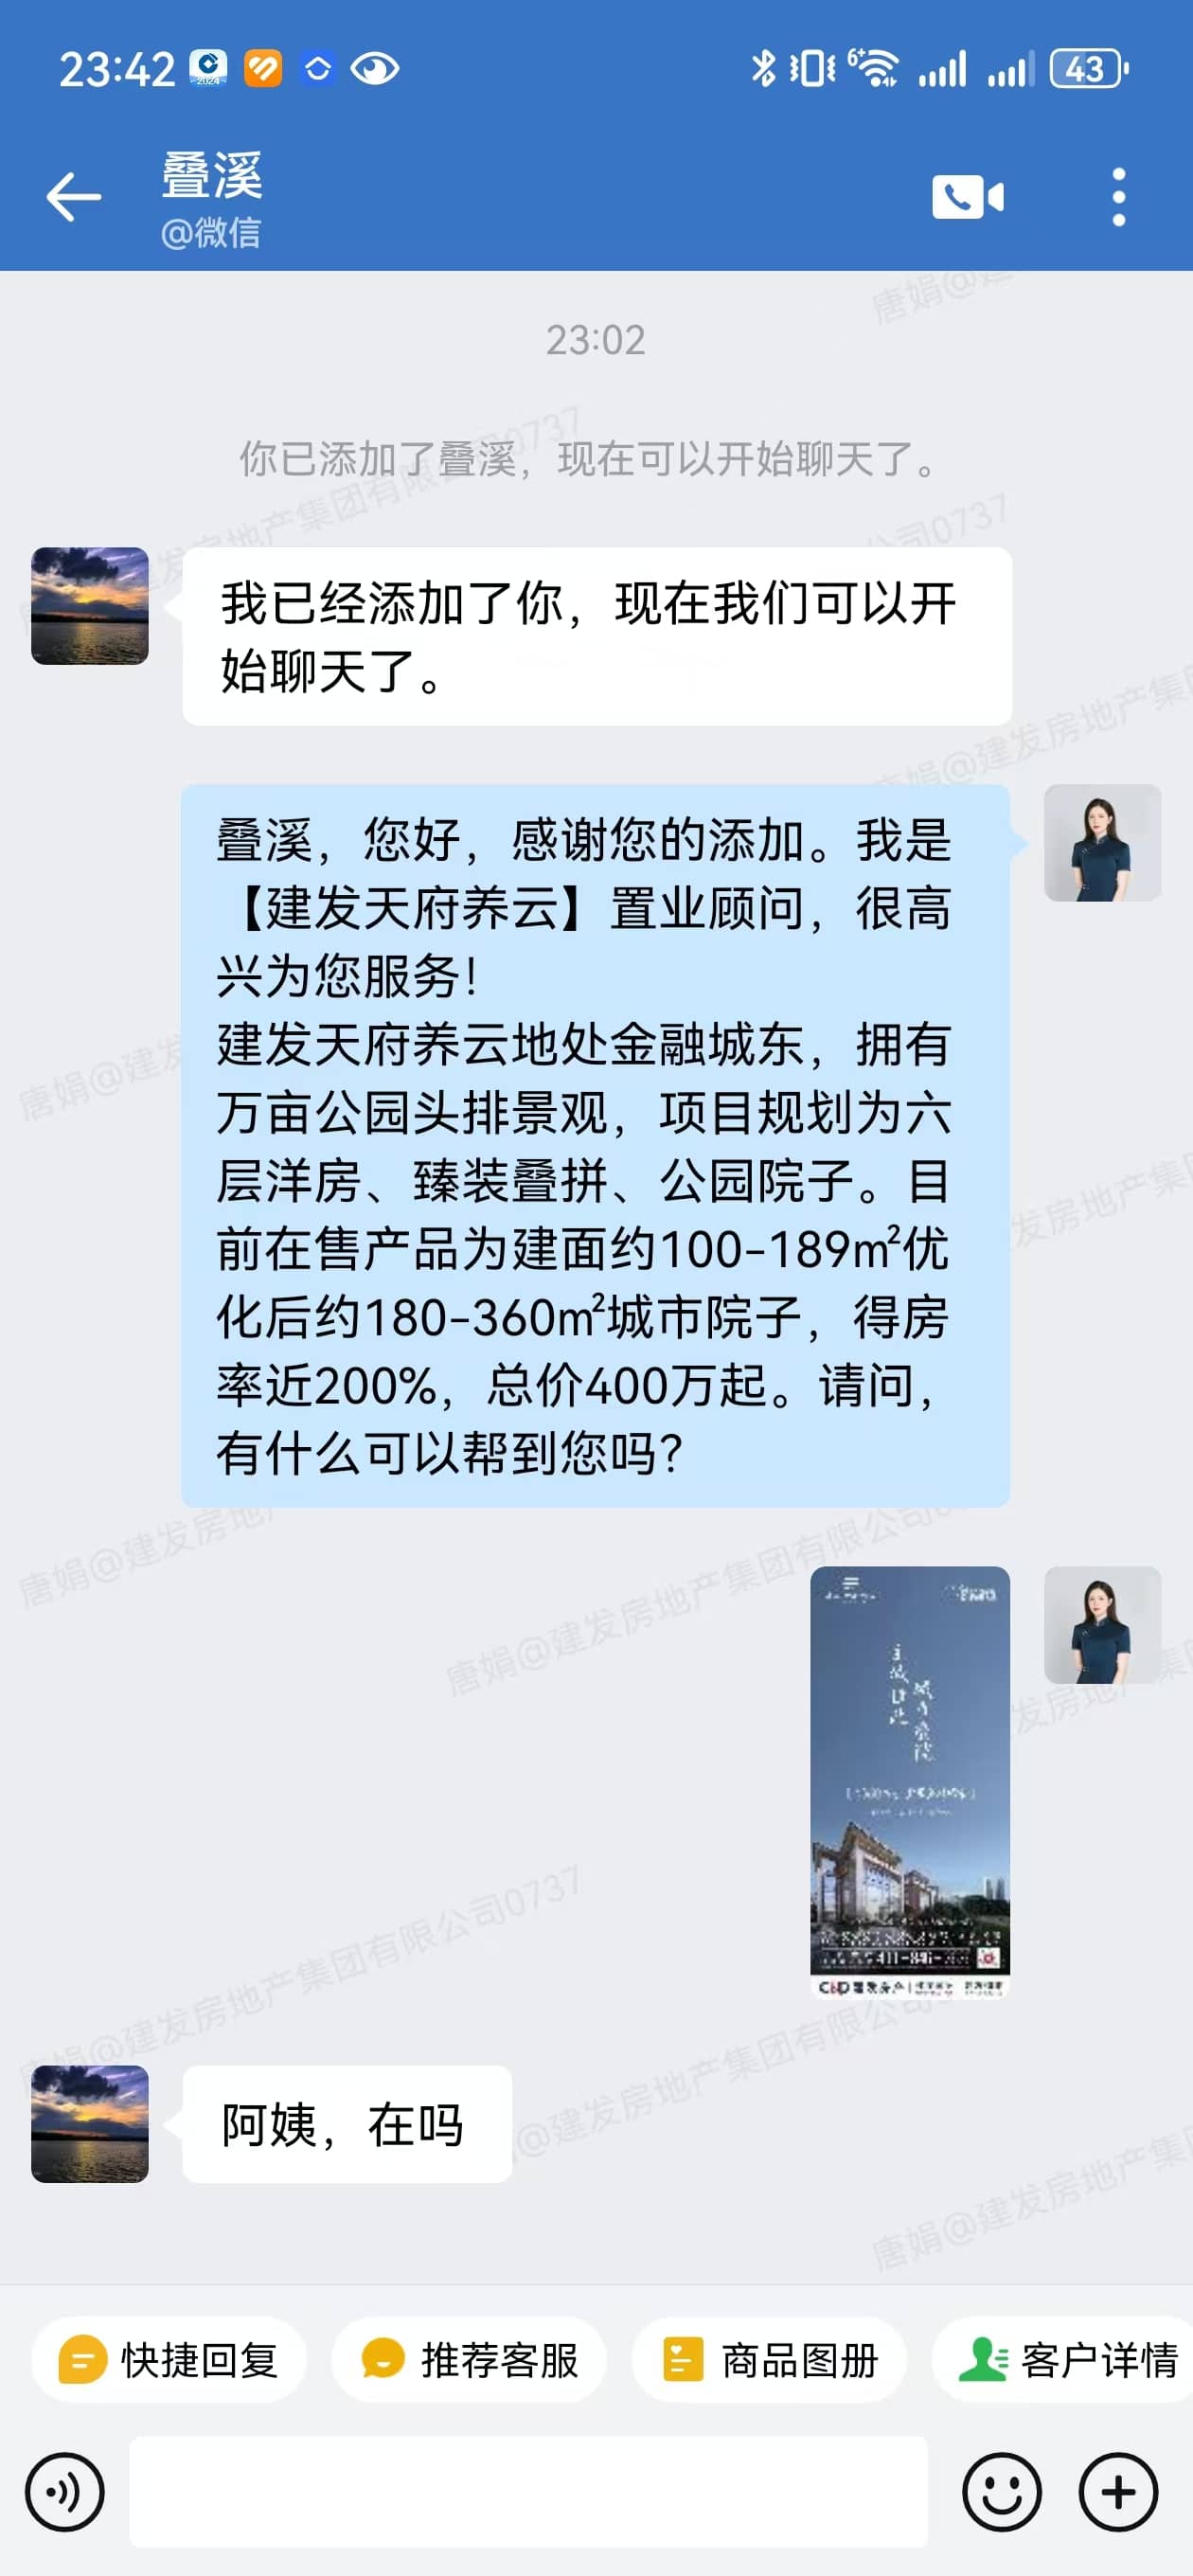 23:42
6+
43
叠溪
@微信
23:02
你已添加了叠溪，现在可以开始聊天了。
我已经添加了你，现在我们可以开
始聊天了。
叠溪，您好，感谢您的添加。我是
【建发天府养云】置业顾问，很高
兴为您服务！
建发天府养云地处金融城东，拥有
万亩公园头排景观，项目规划为六
层洋房、臻装叠拼、公园院子。目
前在售产品为建面约100-189㎡优
化后约180-360㎡城市院子，得房
率近200%，总价400万起。请问，
有什么可以帮到您吗？
阿姨，在吗
唐娟@建发房地产集团有限公司0737
快捷回复
推荐客服
商品图册
客户详情